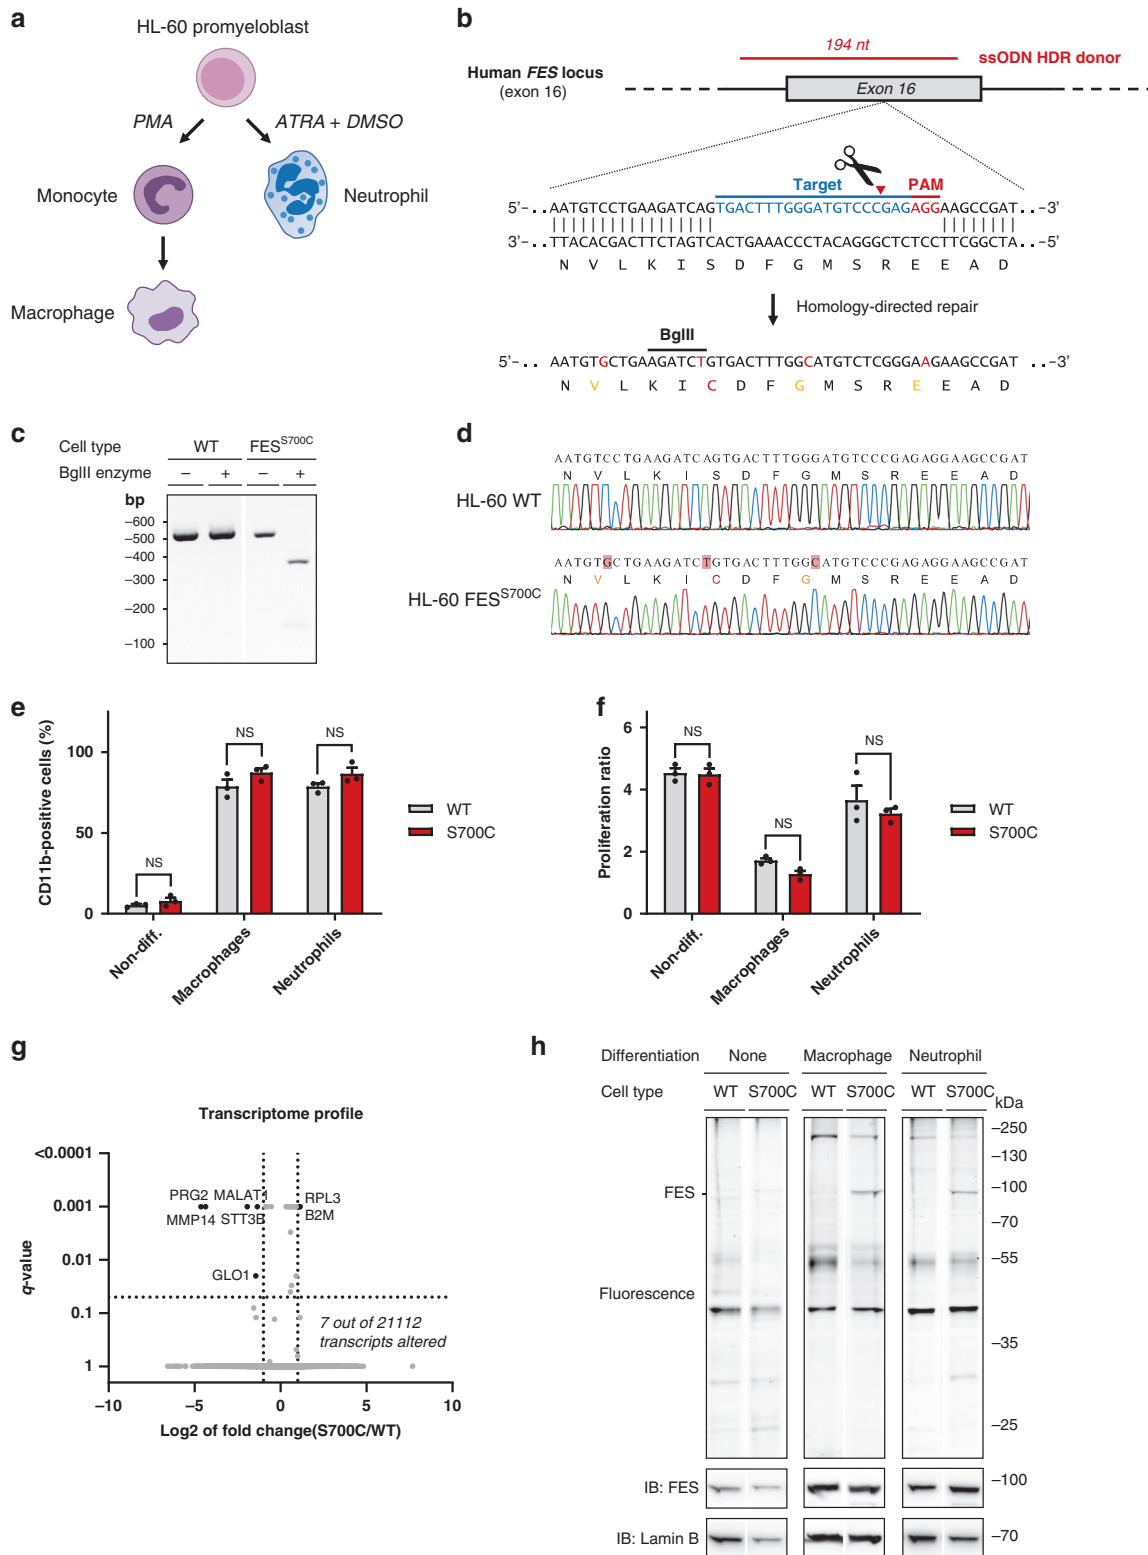 a
HL-60 promyeloblast
PMA
ATRA + DMSO
Monocyte
Neutrophil
Macrophage
b
194 nt
ssODN HDR donor
Human FES locus
(exon 16)
Exon 16
Target
PAM
5'– . . AATGTCCTGAAGATCAGTGACTTTGGGATGTCCCGAGAGGAAGCCGAT . . –3'
3'– . . TTACACGACTTCTAGTCACTGAAACCCTACAGGGCTCTCCTTCGGCTA . . –5'
N V L K I S D F G M S R E E A D
Homology-directed repair
BglII
5'– . . AATGTGCTGAAGATCTGTGACTTTGGCATGTCTCGGGAAGAAGCCGAT . . –3'
N V L K I C D F G M S R E E A D
c
Cell type
WT
FES^S700C
BglII enzyme
– + – +
bp
–600
–500
–400
–300
–200
–100
d
AATGTCCTGAAGATCAGTGACTTTGGGATGTCCCGAGAGGAAGCCGAT
N V L K I S D F G M S R E E A D
HL-60 WT
AATGTGCTGAAGATCTGTGACTTTGGCATGTCCCGAGAGGAAGCCGAT
N V L K I C D F G M S R E E A D
HL-60 FES^S700C
e
CD11b-positive cells (%)
100
50
0
NS
NS
NS
Non-diff.
Macrophages
Neutrophils
WT
S700C
f
Proliferation ratio
6
4
2
0
NS
NS
NS
Non-diff.
Macrophages
Neutrophils
WT
S700C
g
Transcriptome profile
q-value
<0.0001
0.001
0.01
0.1
1
PRG2 MALAT1
MMP14 STT3B
RPL3
B2M
GLO1
7 out of 21112
transcripts altered
–10
–5
0
5
10
Log2 of fold change(S700C/WT)
h
Differentiation
None
Macrophage
Neutrophil
Cell type
WT S700C WT S700C WT S700C
kDa
–250
–130
–100
–70
–55
–35
–25
FES
Fluorescence
IB: FES
–100
IB: Lamin B
–70